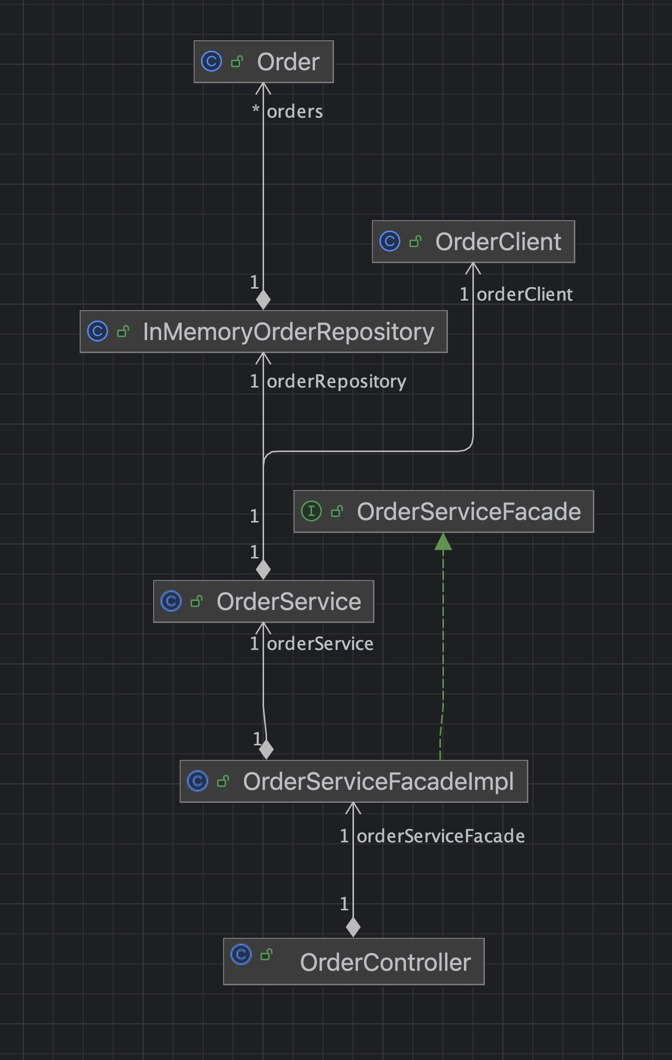 C Order
* orders
C OrderClient
1
1 orderClient
C InMemoryOrderRepository
1 orderRepository
I OrderServiceFacade
1
1
C OrderService
1 orderService
1
C OrderServiceFacadeImpl
1 orderServiceFacade
1
C OrderController